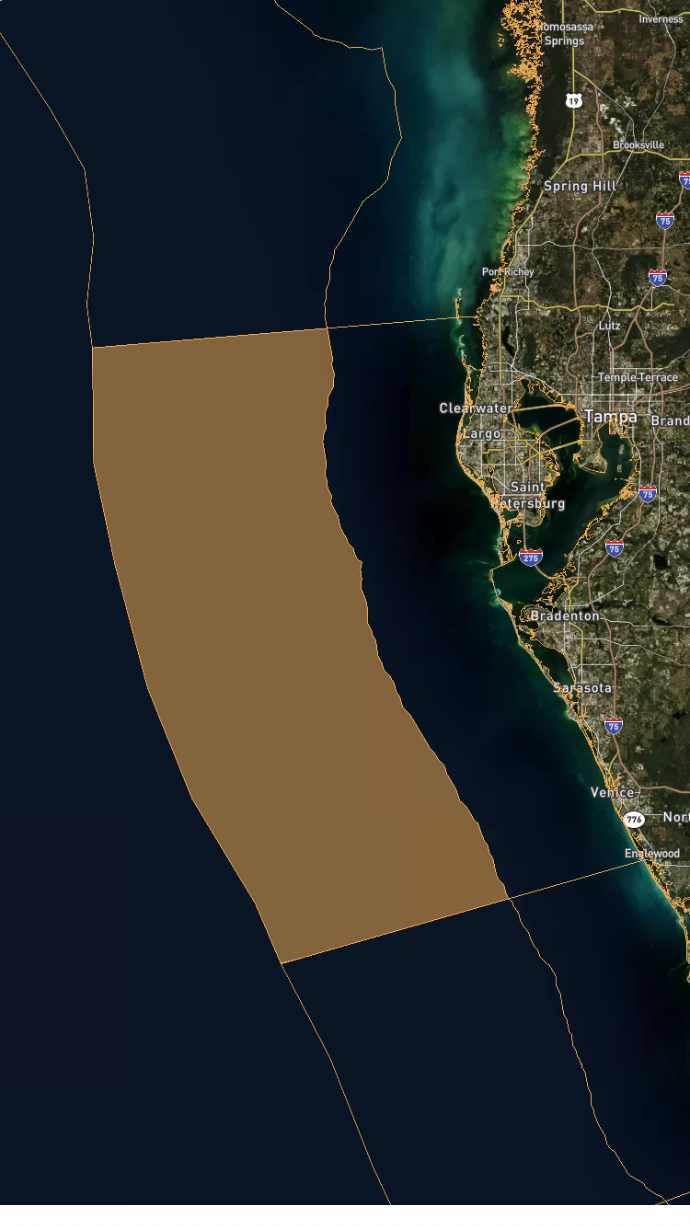 Inverness
Homosassa
Springs
19
Brooksville
75
Spring Hill
75
Port Richey
75
Lutz
Temple Terrace
Clearwater
Tampa
Brand
Largo
Saint
Petersburg
75
75
275
Bradenton
Sarasota
75
Venice
776
Nort
Englewood